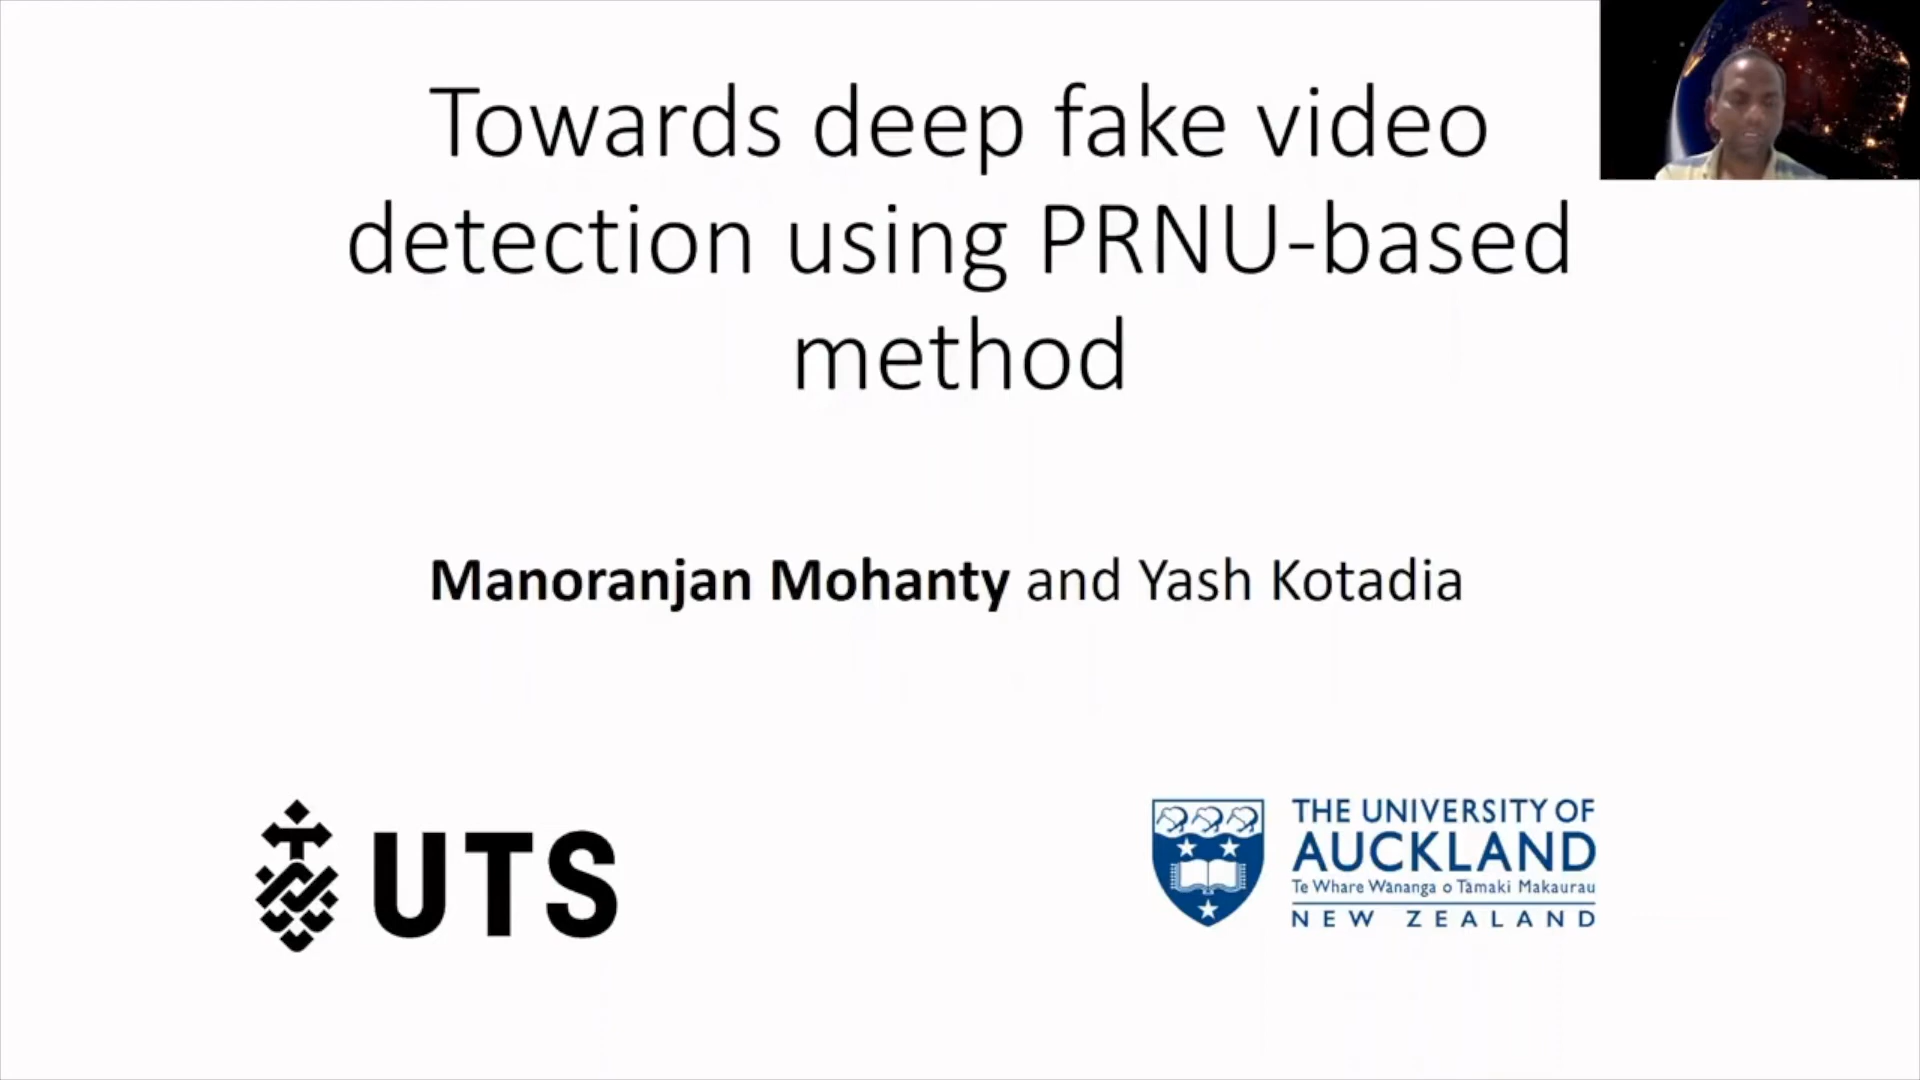 Towards deep fake video
detection using PRNU-based
method
Manoranjan Mohanty and Yash Kotadia
UTS
THE UNIVERSITY OF
AUCKLAND
Te Whare Wānanga o Tāmaki Makaurau
NEW ZEALAND